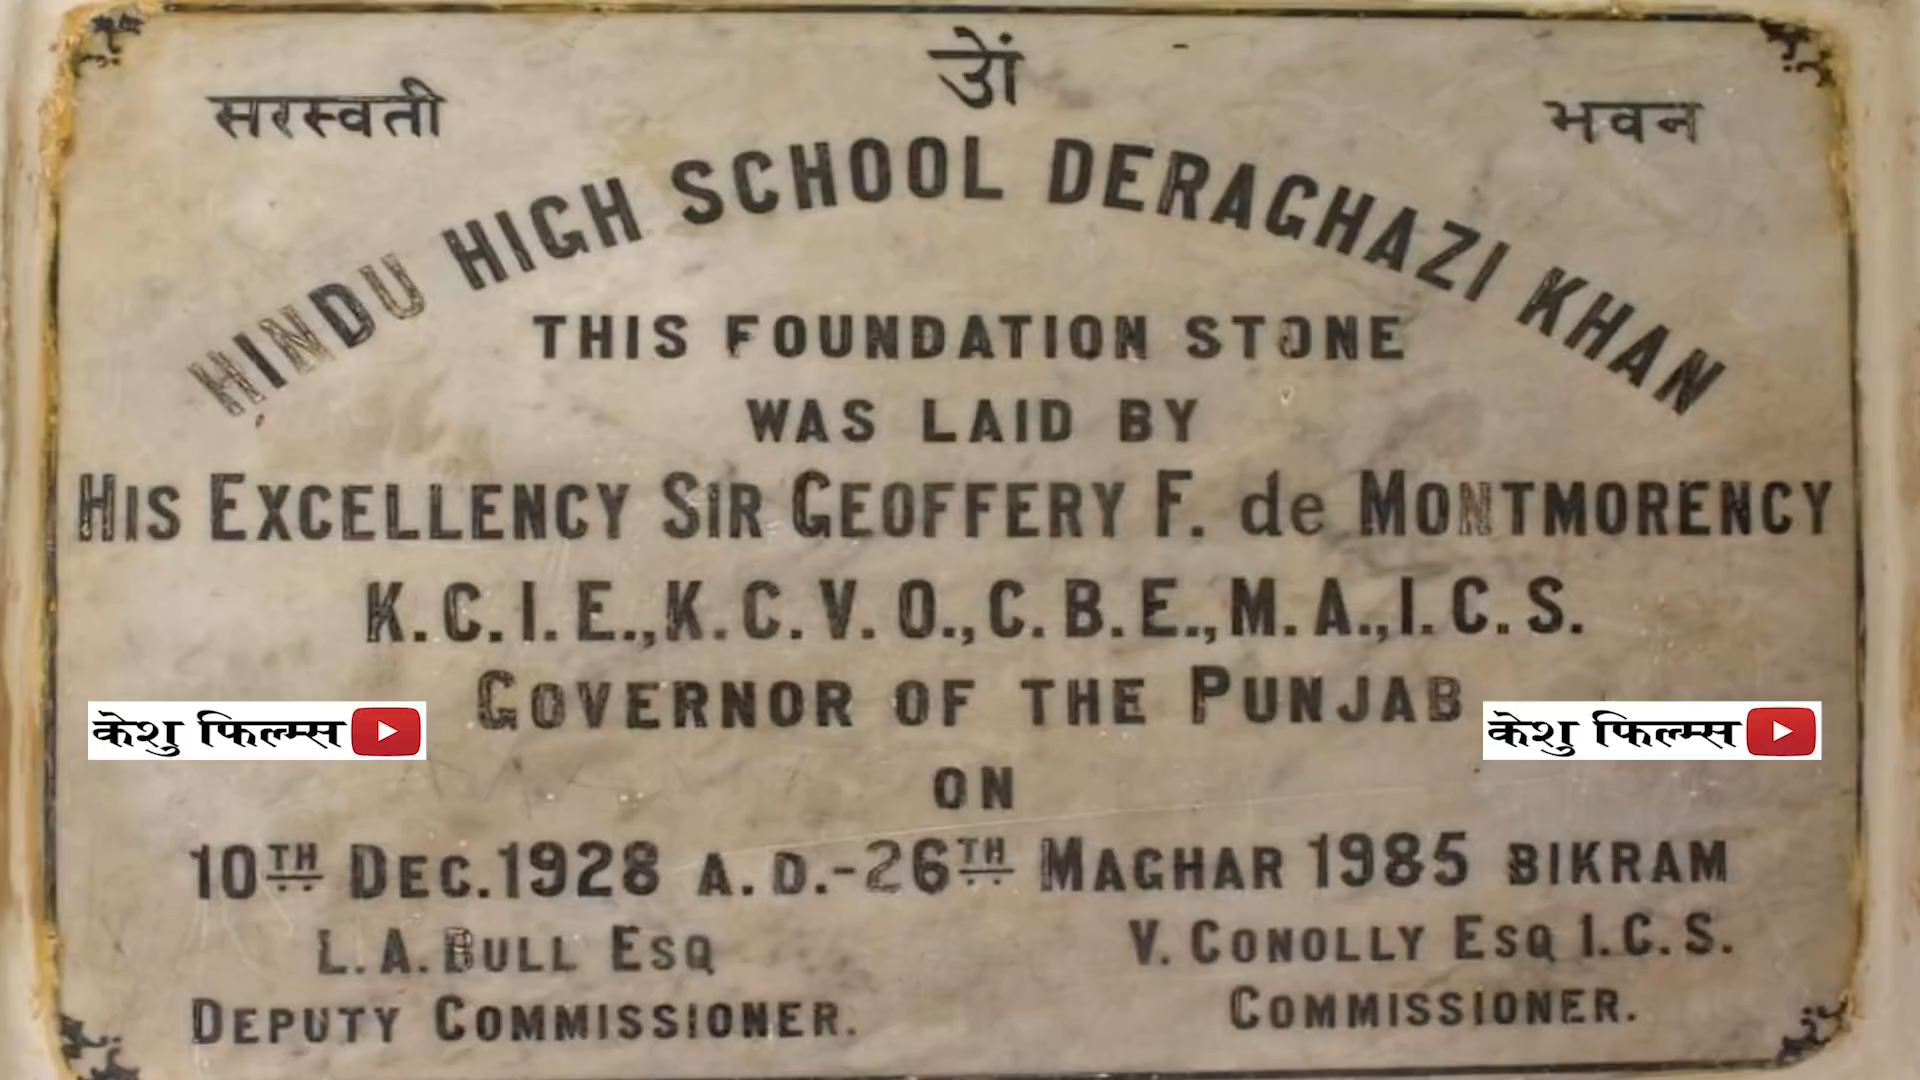 ओं
सरस्वती भवन
HINDU HIGH SCHOOL DERAGHAZI KHAN
THIS FOUNDATION STONE
WAS LAID BY
HIS EXCELLENCY SIR GEOFFERY F. de MONTMORENCY
K.C.I.E., K.C.V.O., C.B.E., M.A., I.C.S.
GOVERNOR OF THE PUNJAB
केशु फिल्म्स
केशु फिल्म्स
ON
10TH DEC. 1928 A.D.-26TH MAGHAR 1985 BIKRAM
L.A. BULL ESQ
DEPUTY COMMISSIONER.
V. CONOLLY ESQ I.C.S.
COMMISSIONER.